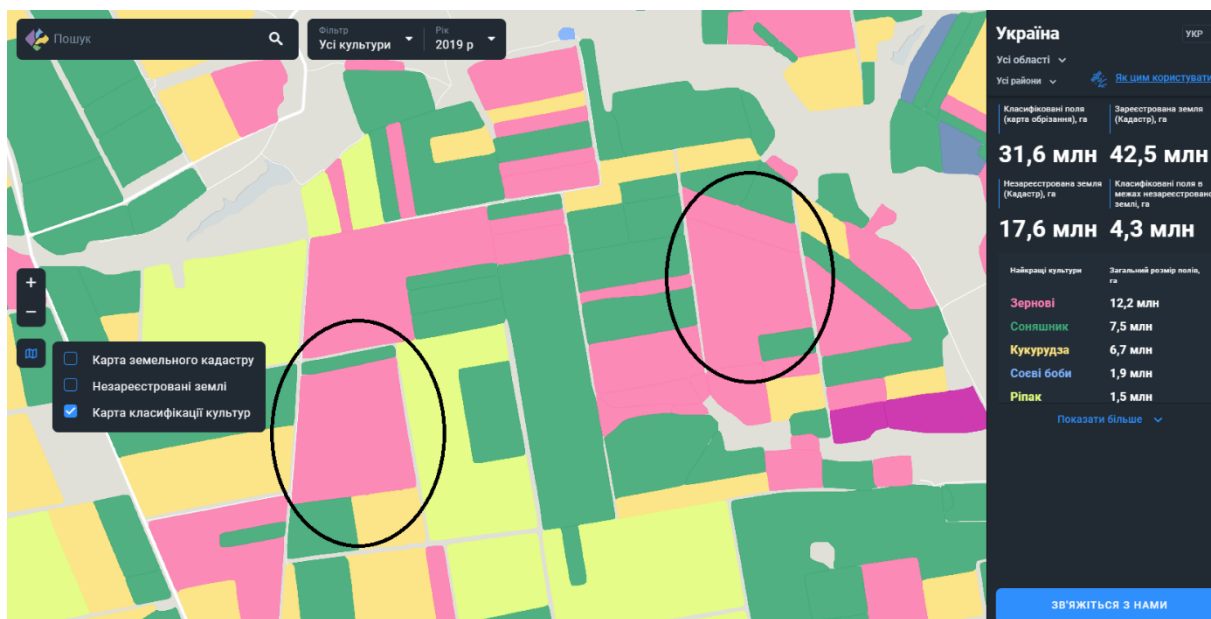 Пошук
Фільтр
Усі культури
Рік
2019 р
Карта земельного кадастру
Незареєстровані землі
Карта класифікації культур
Україна
УКР
Усі області
Усі райони
Як цим користувати
Класифіковані поля
(карта обрізання), га
31,6 млн
Зареєстрована земля
(Кадастр), га
42,5 млн
Незареєстрована земля
(Кадастр), га
17,6 млн
Класифіковані поля в
межах незареєстровано
землі, га
4,3 млн
Найкращі культури
Загальний розмір полів,
га
Зернові 12,2 млн
Соняшник 7,5 млн
Кукурудза 6,7 млн
Соєві боби 1,9 млн
Ріпак 1,5 млн
Показати більше
ЗВ'ЯЖІТЬСЯ З НАМИ